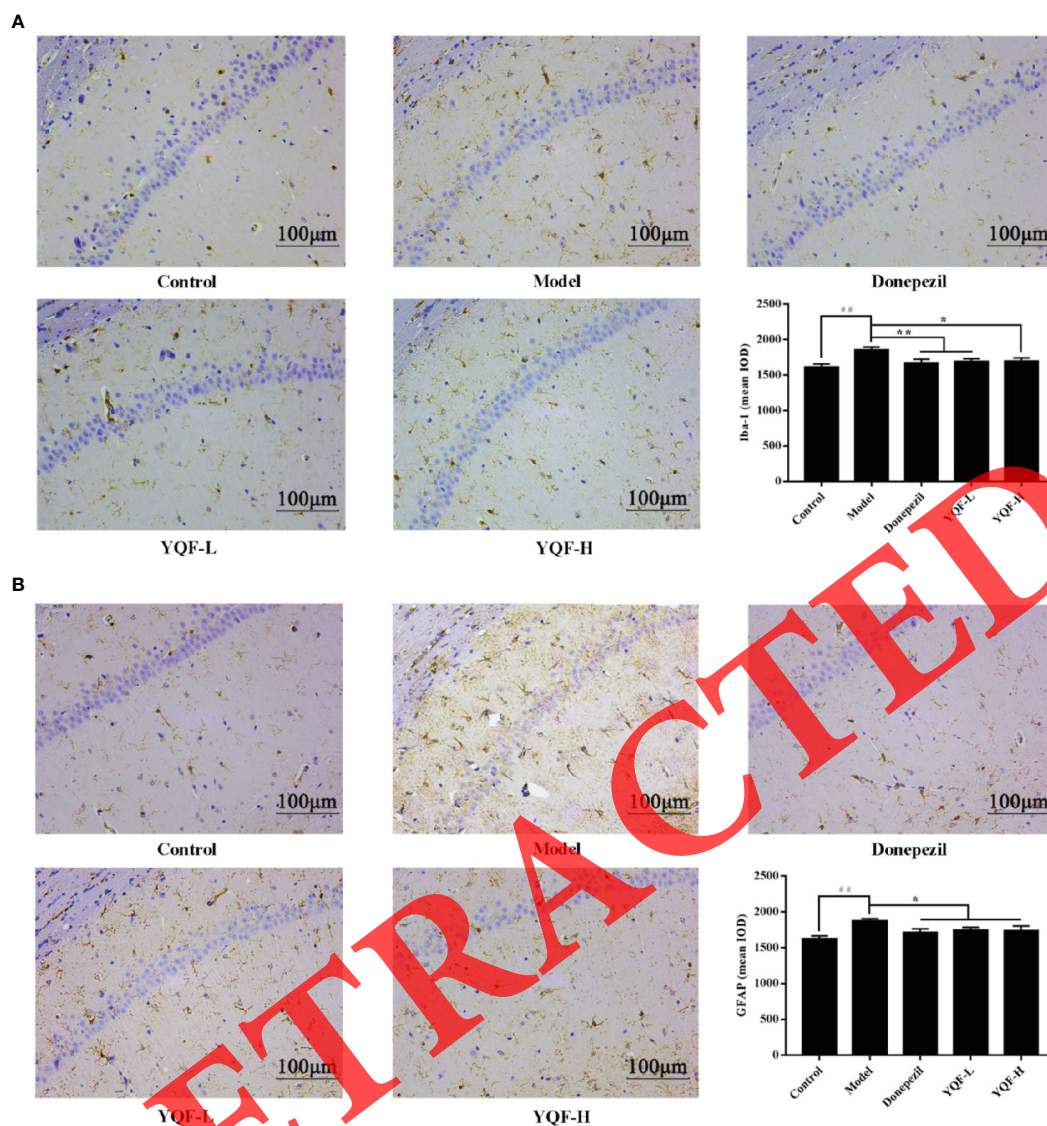 A
100μm
100μm
100μm
Control
Model
Donepezil
100μm
100μm
YQF-L
YQF-H
2500
2000
1500
1000
500
0
Iba-1 (mean IOD)
##
*
**
Control
Model
Donepezil
YQF-L
YQF-H
B
100μm
100μm
100μm
Control
Model
Donepezil
100μm
100μm
YQF-L
YQF-H
2500
2000
1500
1000
500
0
GFAP (mean IOD)
##
*
Control
Model
Donepezil
YQF-L
YQF-H
ETRACTED